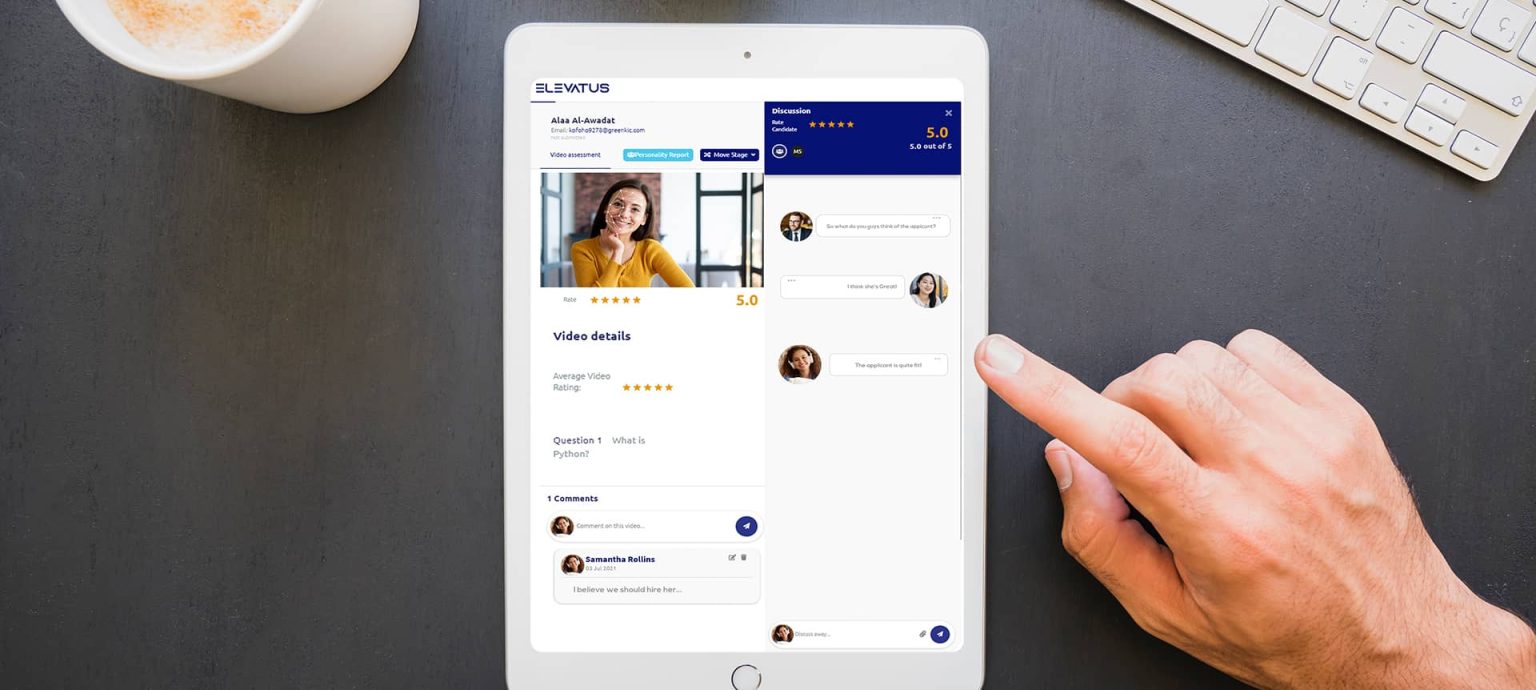 ELEVATUS
Alaa Al-Awadat
Email: kofoho9278@greenkic.com
Not submitted
Video assessment
Personality Report
Move Stage
Rate
5.0
Video details
Average Video
Rating:
Question 1 What is
Python?
1 Comments
Comment on this video...
Samantha Rollins
03 Jul 2021
I believe we should hire her...
Discussion
Rate
Candidate
5.0
5.0 out of 5
MS
So what do you guys think of the applicant?
I think she's Great!
The applicant is quite fit!
Discuss away...
alt
Ç